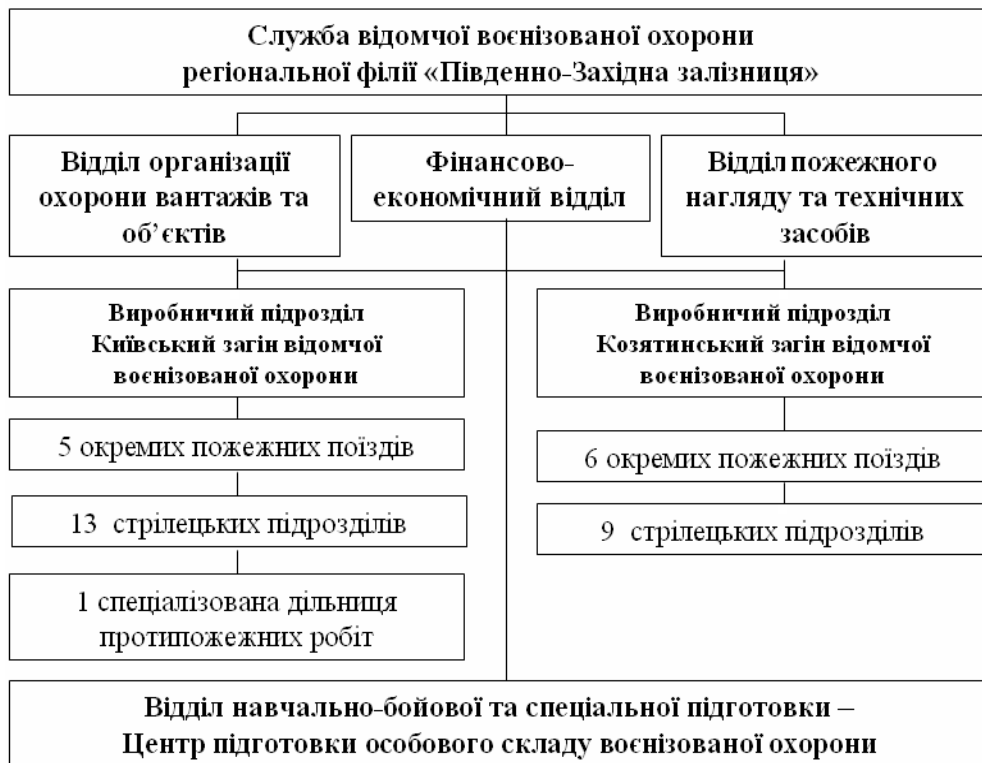 Служба відомчої воєнізованої охорони
регіональної філії «Південно-Західна залізниця»
Відділ організації
охорони вантажів та
об’єктів
Фінансово-
економічний відділ
Відділ пожежного
нагляду та технічних
засобів
Виробничий підрозділ
Київський загін відомчої
воєнізованої охорони
5 окремих пожежних поїздів
13 стрілецьких підрозділів
1 спеціалізована дільниця
протипожежних робіт
Виробничий підрозділ
Козятинський загін відомчої
воєнізованої охорони
6 окремих пожежних поїздів
9 стрілецьких підрозділів
Відділ навчально-бойової та спеціальної підготовки –
Центр підготовки особового складу воєнізованої охорони